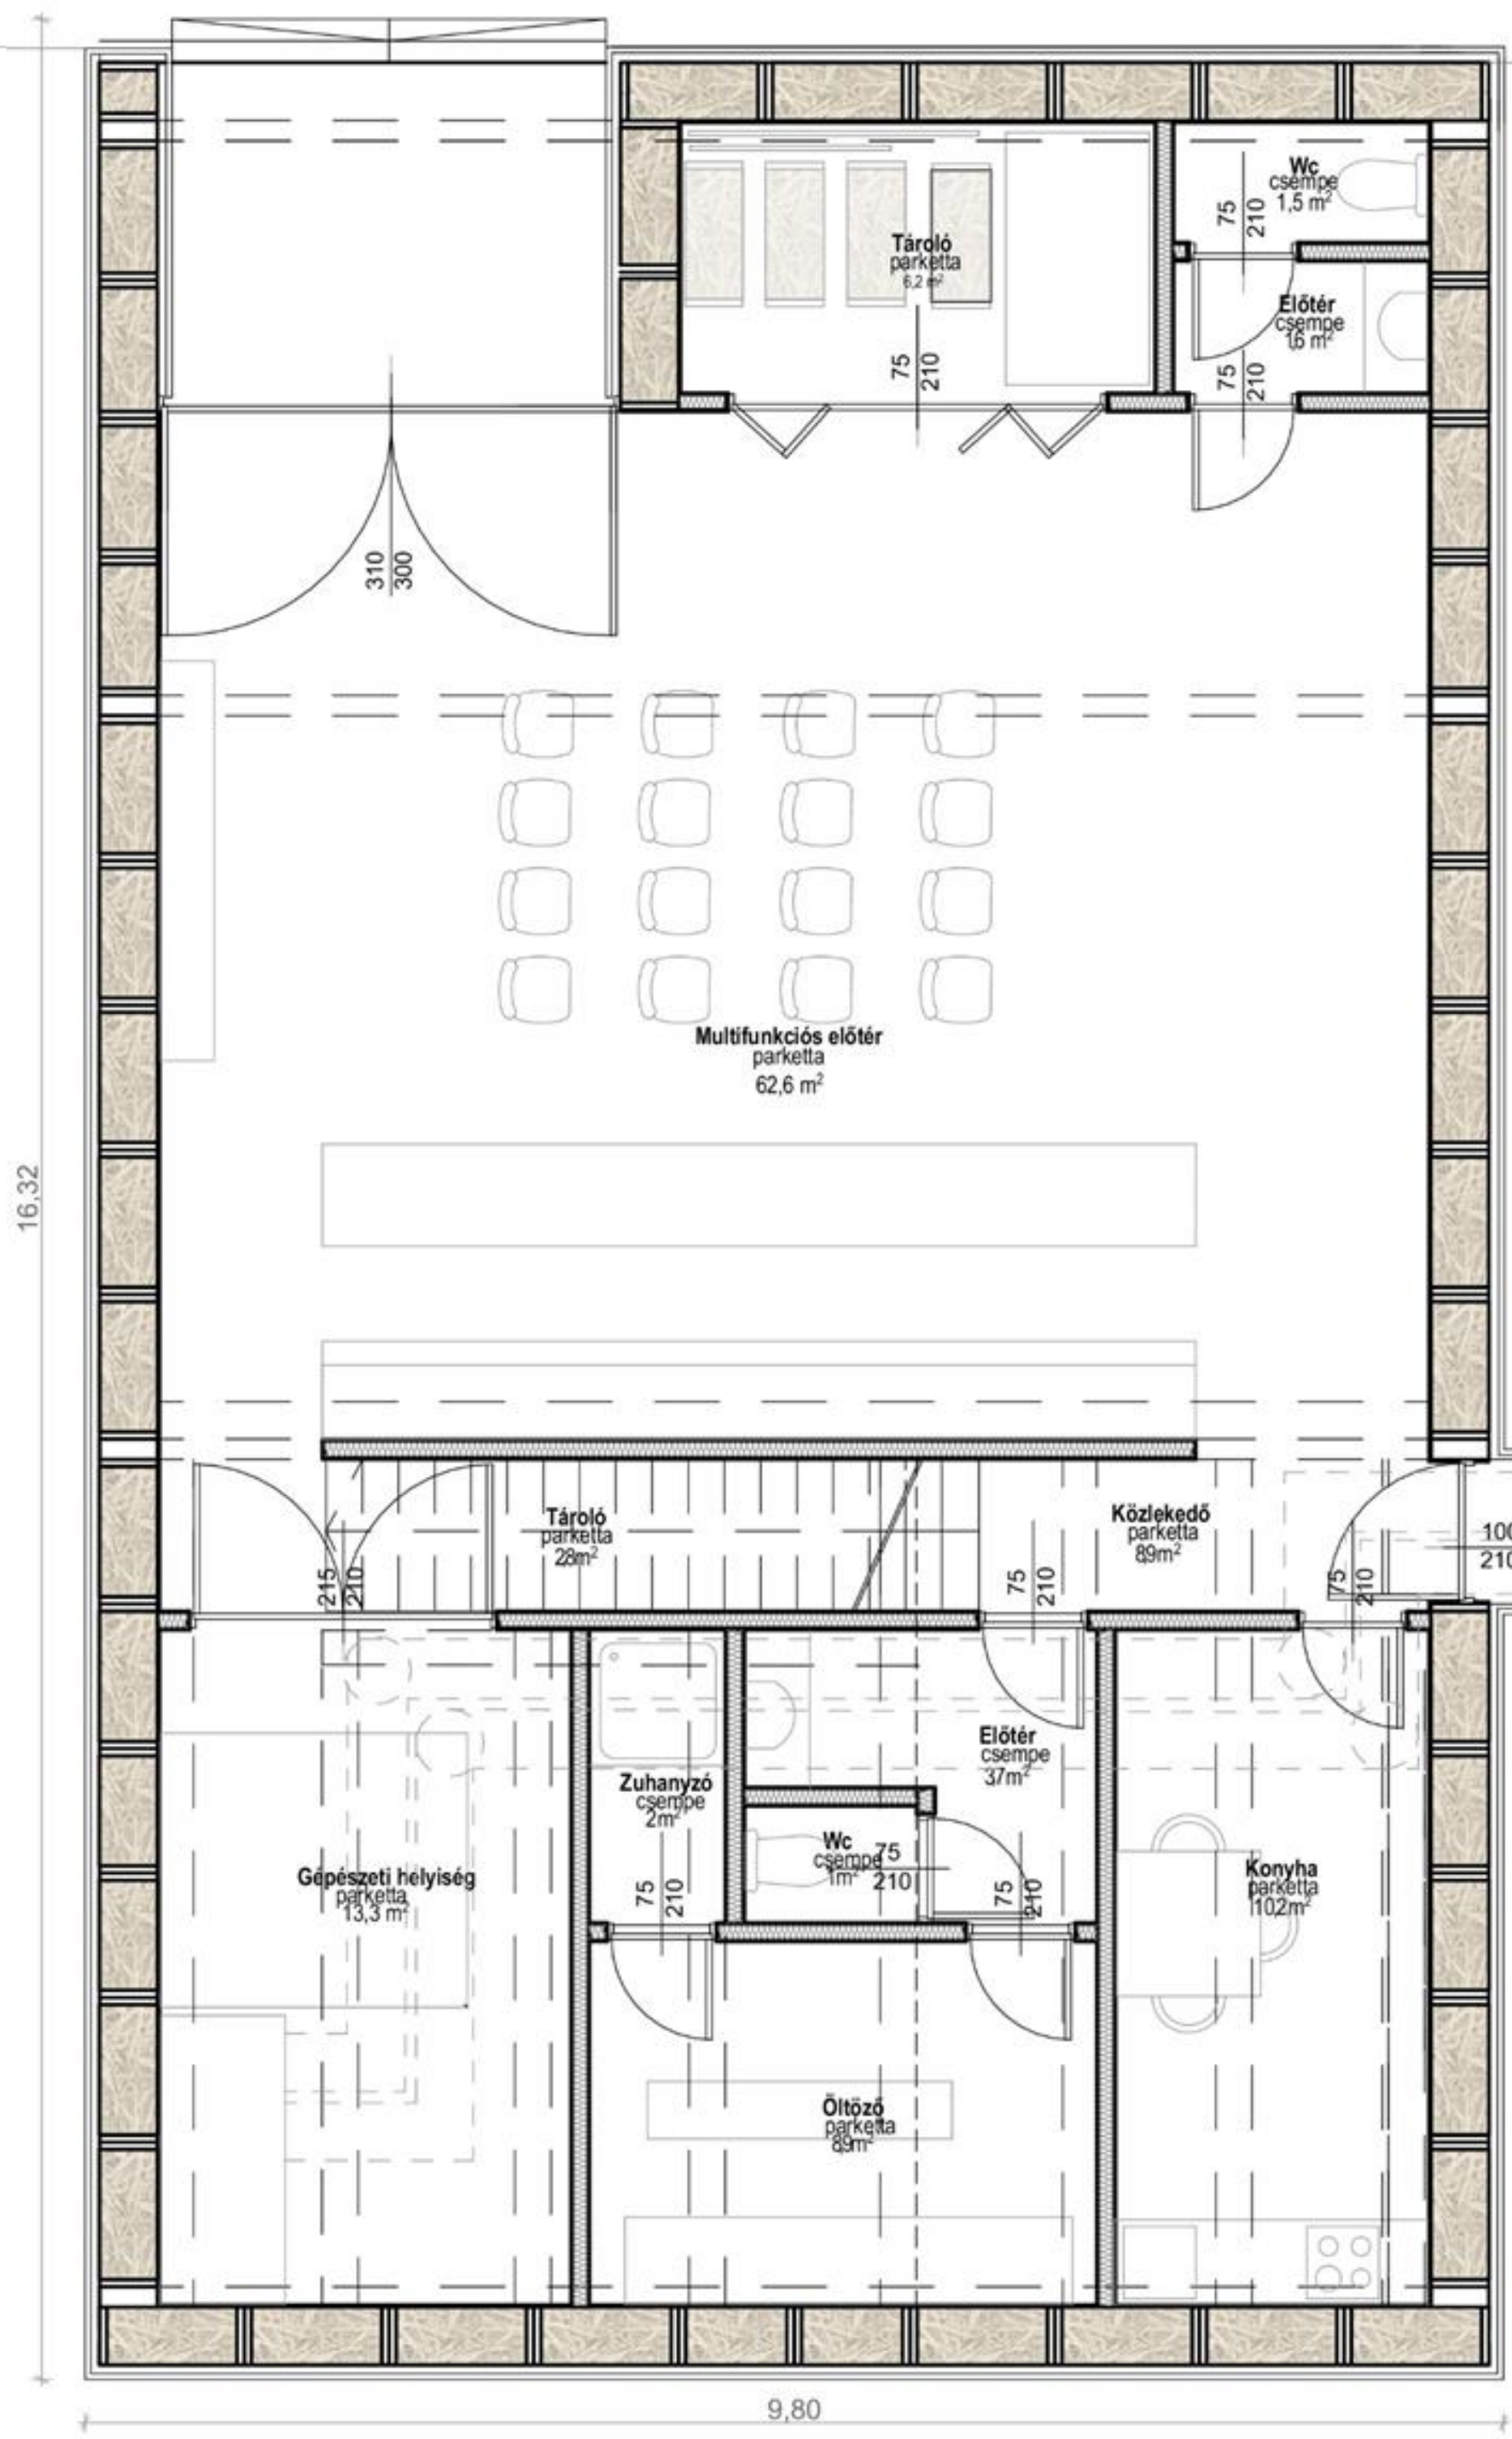 Wc
csempe
1,5 m²
75
210
Tároló
parketta
6,2 m²
Előtér
csempe
1,6 m²
75
210
75
210
310
300
Multifunkciós előtér
parketta
62,6 m²
16,32
Tároló
parketta
2,8m²
Közlekedő
parketta
8,9m²
100
210
215
210
75
210
75
210
Előtér
csempe
3,7m²
Zuhanyzó
csempe
2m²
Wc
csempe
1m²
75
210
75
210
75
210
Gépészeti helyiség
parketta
13,3 m²
Konyha
parketta
10,2m²
Öltöző
parketta
8,9m²
9,80